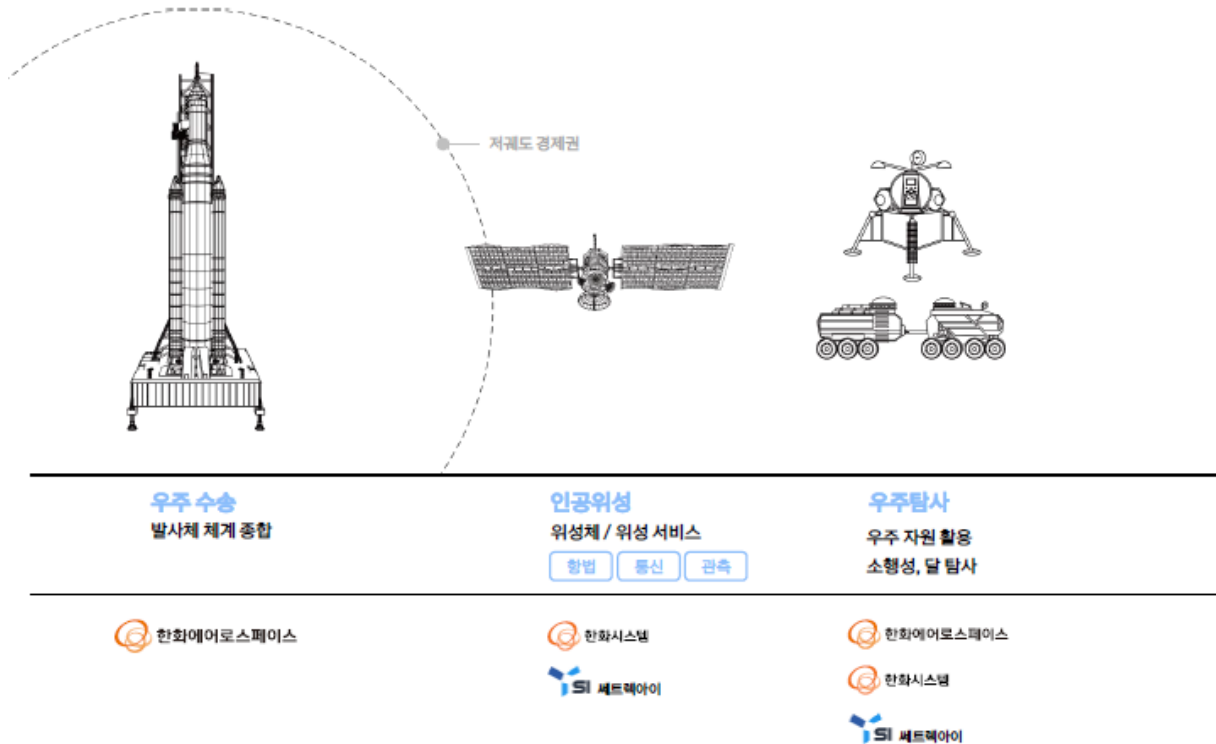 저궤도 경제권
우주 수송
발사체 체계 종합
인공위성
위성체 / 위성 서비스
항법 통신 관측
우주탐사
우주 자원 활용
소행성, 달 탐사
한화에어로스페이스
한화시스템
SI 쎄트렉아이
한화에어로스페이스
한화시스템
SI 쎄트렉아이